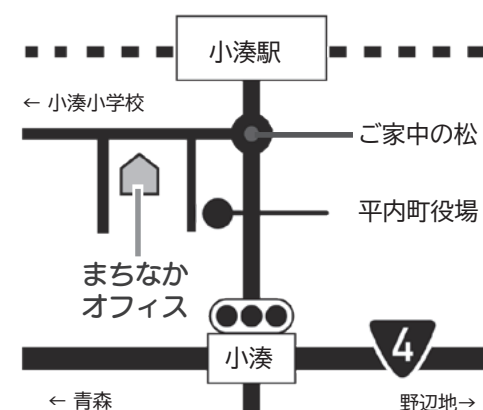 小湊駅
← 小湊小学校
ご家中の松
平内町役場
まちなか
オフィス
小湊
4
← 青森
野辺地→